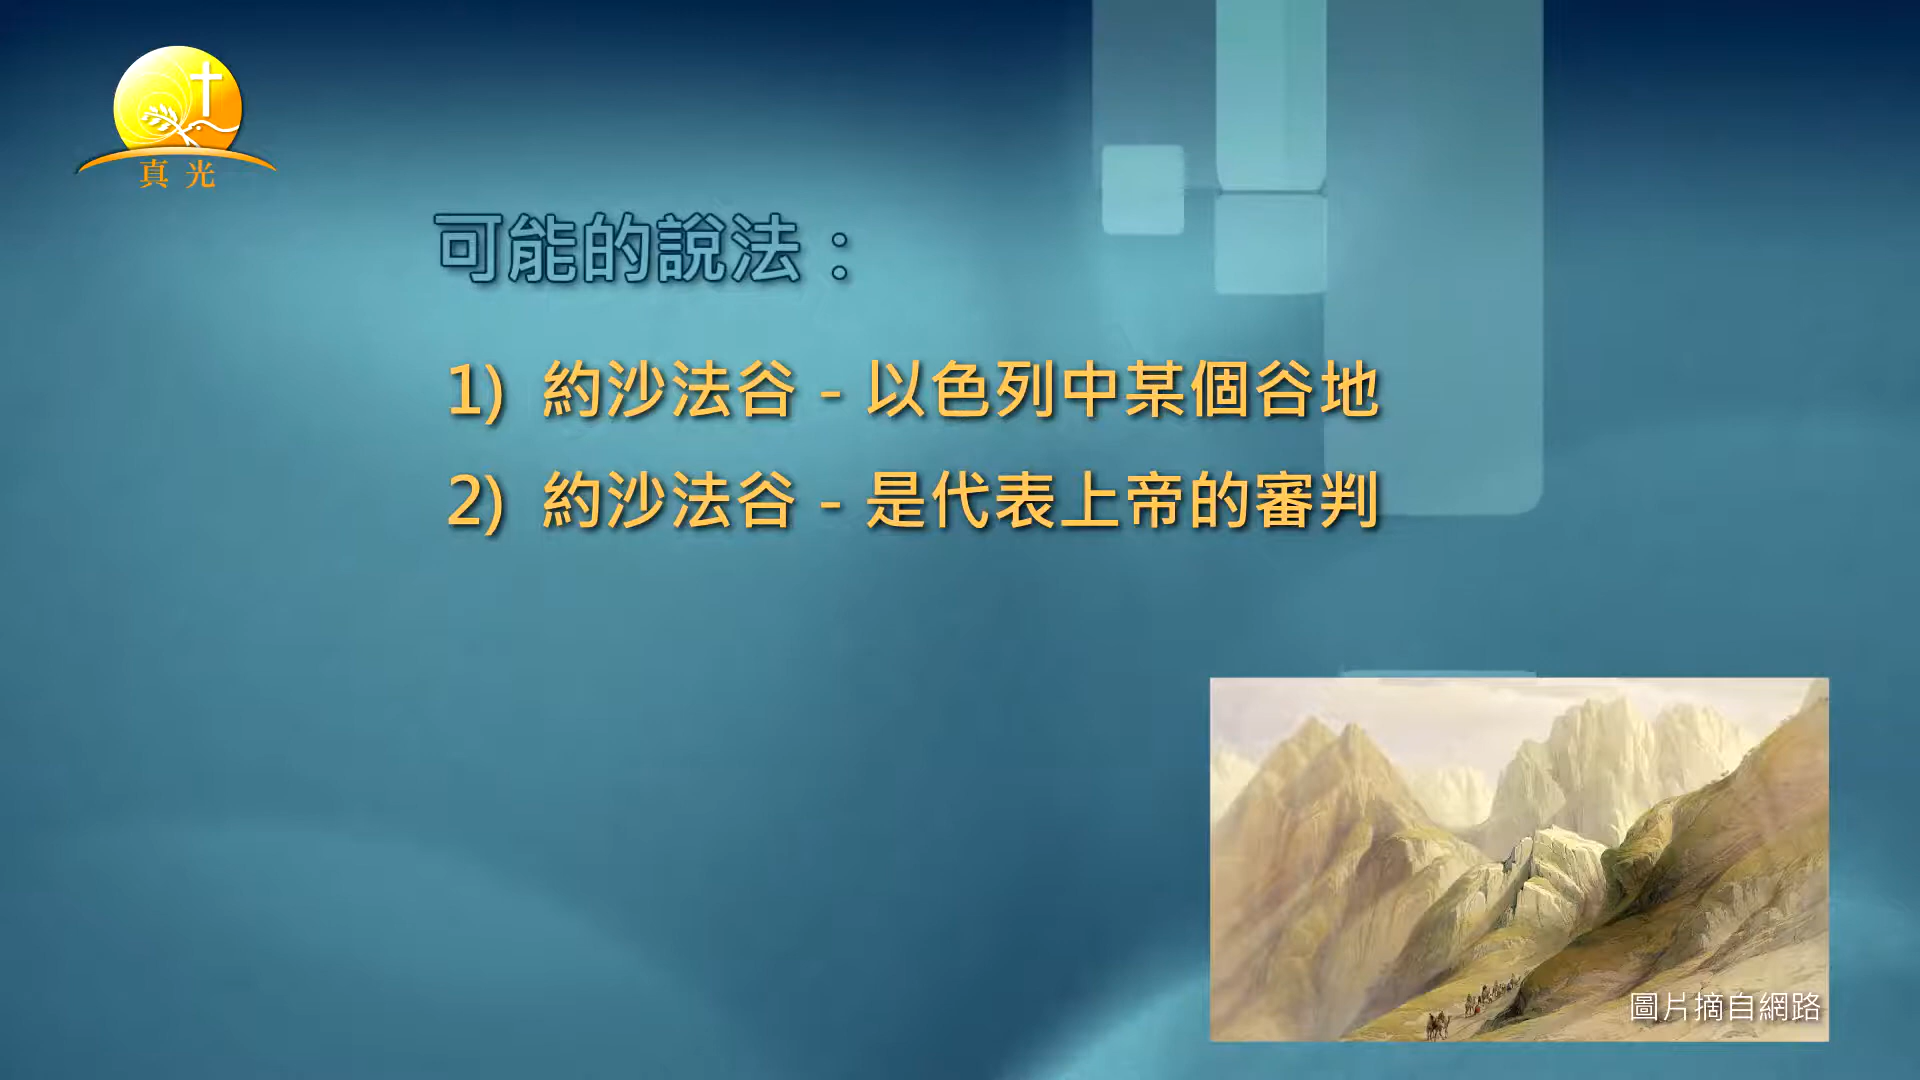 真光
可能的說法：
1) 約沙法谷 - 以色列中某個谷地
2) 約沙法谷 - 是代表上帝的審判
圖片摘自網路